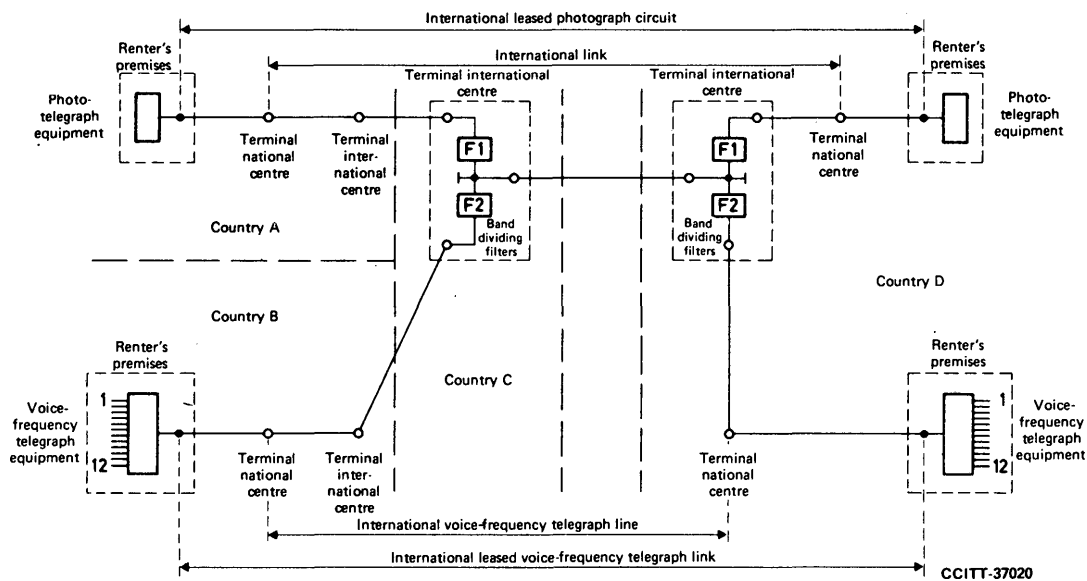 International leased photograph circuit
Renter's
premises
International link
Renter's
premises
Terminal international
centre
Terminal international
centre
Photo-
telegraph
equipment
Photo-
telegraph
equipment
Terminal
national
centre
Terminal
inter-
national
centre
F1
F1
Terminal
national
centre
F2
F2
Band
dividing
filters
Band
dividing
filters
Country A
Country B
Country C
Country D
Renter's
premises
Renter's
premises
Voice-
frequency
telegraph
equipment
1
12
1
12
Voice-
frequency
telegraph
equipment
Terminal
national
centre
Terminal
inter-
national
centre
Terminal
national
centre
International voice-frequency telegraph line
International leased voice-frequency telegraph link
CCITT-37020